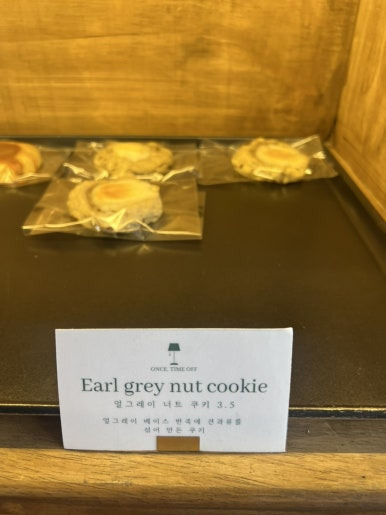 ONCE, TIME OFF
Earl grey nut cookie
얼그레이 너트 쿠키 3.5
얼그레이 베이스 반죽에 견과류를
섞어 만든 쿠키